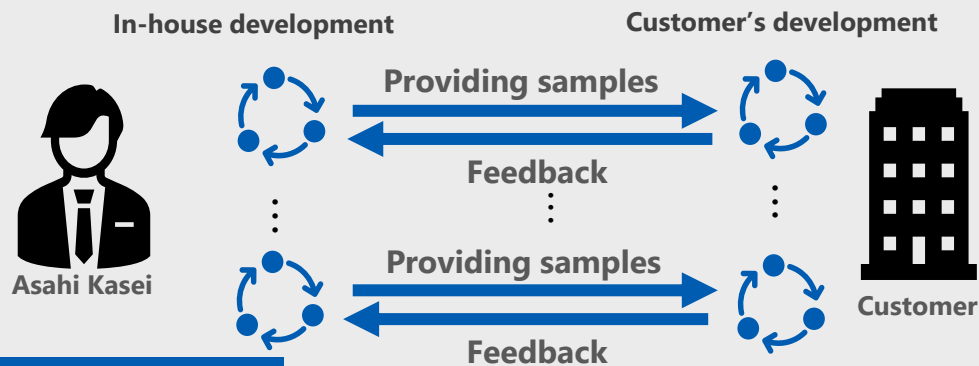 In-house development
Customer's development
Providing samples
Feedback
Asahi Kasei
Providing samples
Customer
Feedback